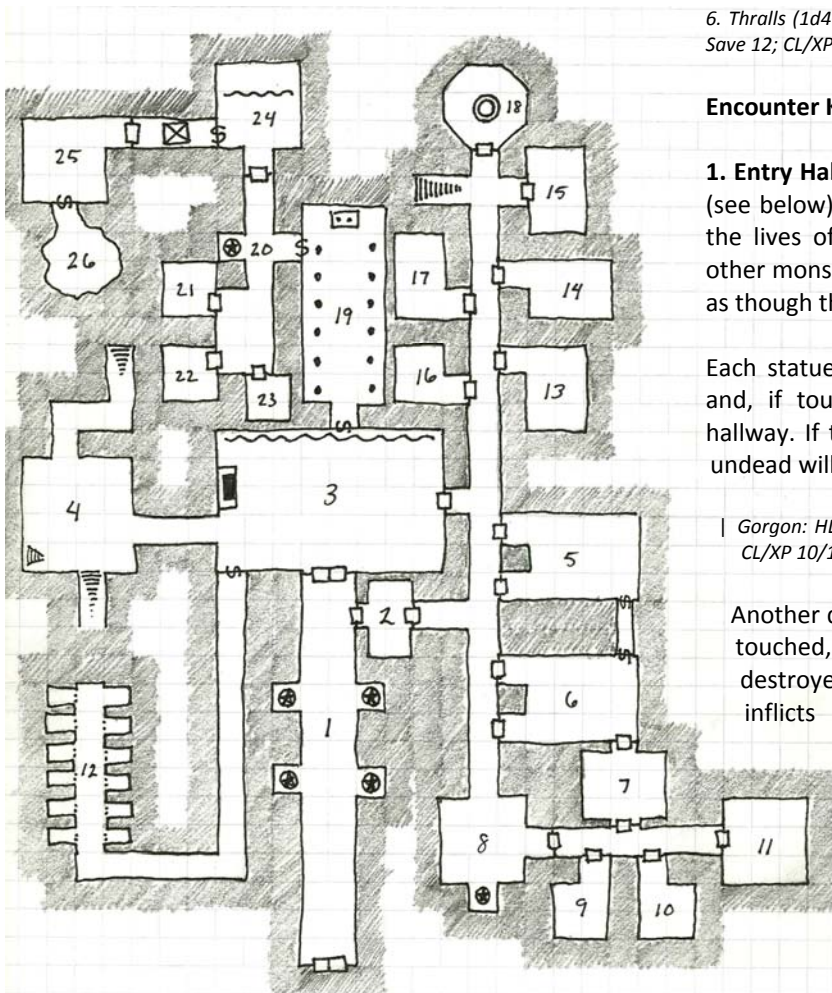 6. Thralls (1d4
Save 12; CL/XP
Encounter H
1. Entry Hal
(see below)
the lives of
other mons
as though th
Each statue
and, if tou
hallway. If t
undead will
| Gorgon: HD
CL/XP 10/1
Another c
touched,
destroye
inflicts
18
24
S
25
15
S
20
S
26
17
14
21
19
16
13
22
23
S
3
4
5
S
S
2
S
6
1
12
7
8
11
9
10